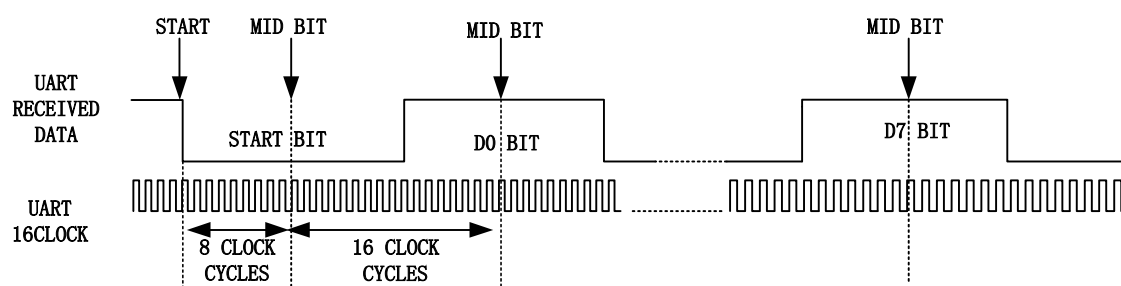 START
MID BIT
MID BIT
MID BIT
UART
RECEIVED
DATA
START BIT
D0 BIT
D7 BIT
UART
16CLOCK
8 CLOCK
CYCLES
16 CLOCK
CYCLES